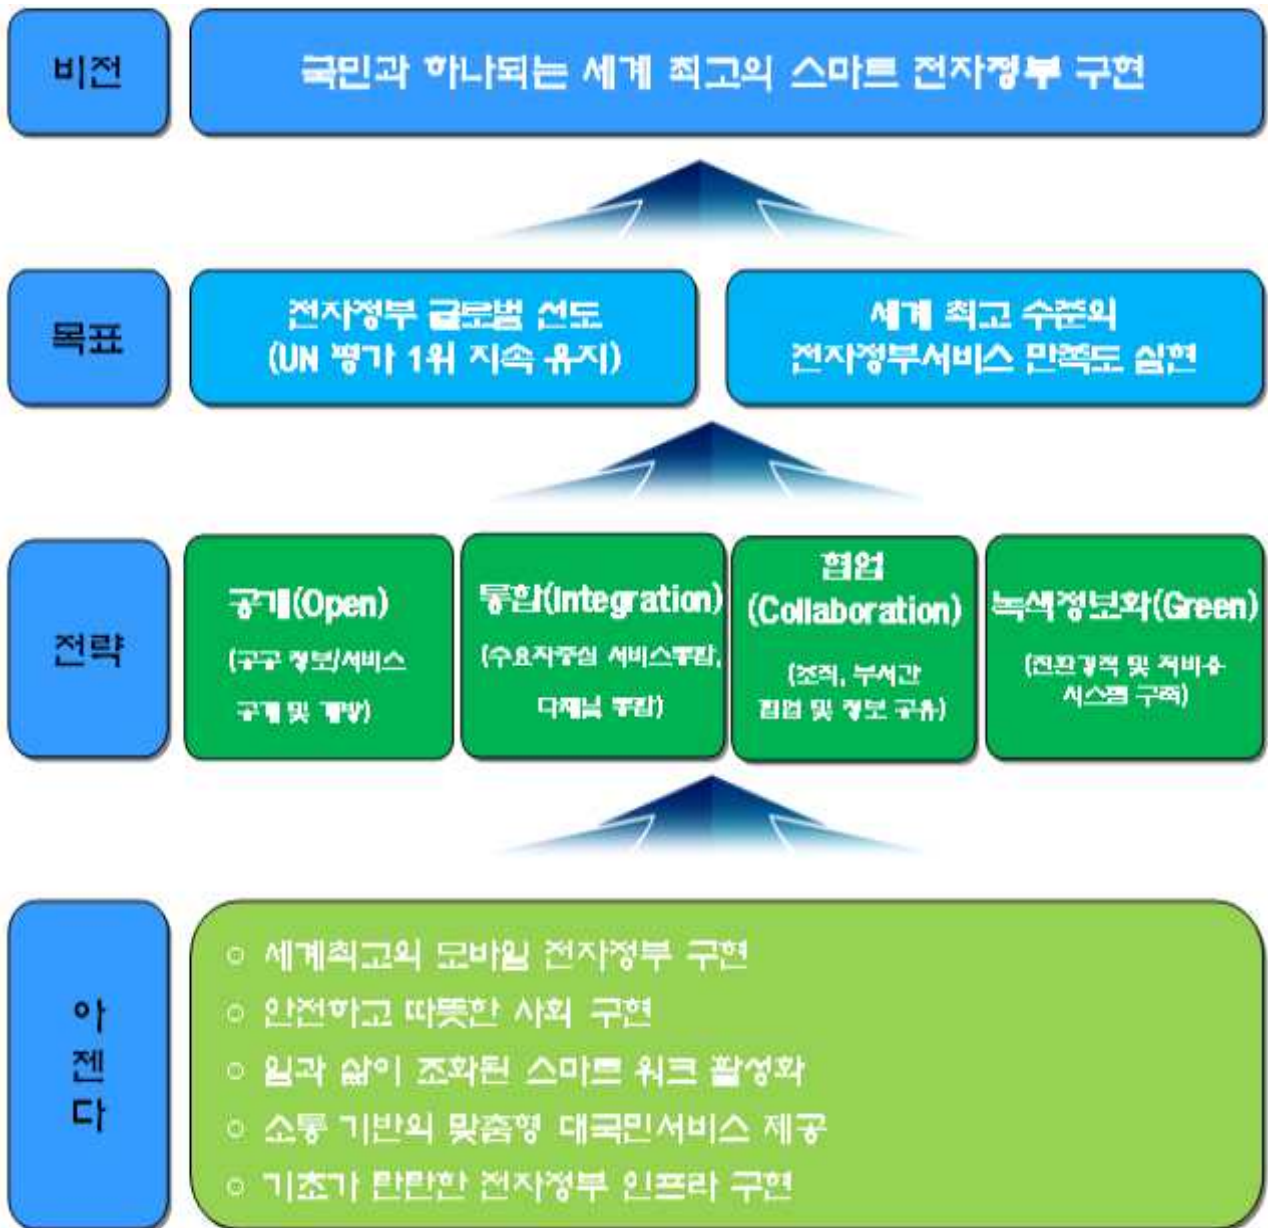 비전
국민과 하나되는 세계 최고의 스마트 전자정부 구현
목표
전자정부 글로벌 선도
(UN 평가 1위 지속 유지)
세계 최고 수준의
전자정부서비스 만족도 실현
전략
공개(Open)
(공공 정보/서비스
공개 및 개방)
통합(Integration)
(수요자중심 서비스통합,
다채널 통합)
협업
(Collaboration)
(조직, 부서간
협업 및 정보 공유)
녹색정보화(Green)
(친환경적 및 저비용
시스템 구축)
아
젠
다
○ 세계최고의 모바일 전자정부 구현
○ 안전하고 따뜻한 사회 구현
○ 일과 삶이 조화된 스마트 워크 활성화
○ 소통 기반의 맞춤형 대국민서비스 제공
○ 기초가 탄탄한 전자정부 인프라 구현